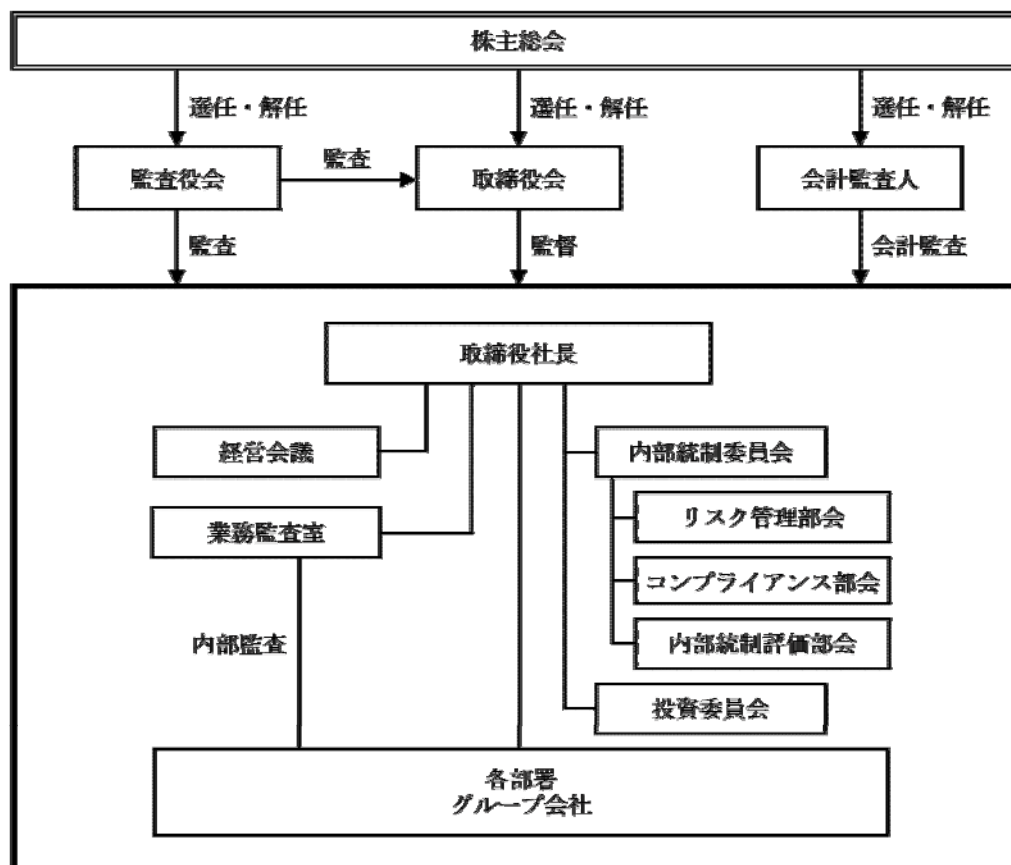 株主総会
選任・解任
選任・解任
選任・解任
監査役会
監査
取締役会
会計監査人
監査
監督
会計監査
取締役社長
経営会議
内部統制委員会
リスク管理部会
業務監査室
コンプライアンス部会
内部監査
内部統制評価部会
投資委員会
各部署
グループ会社